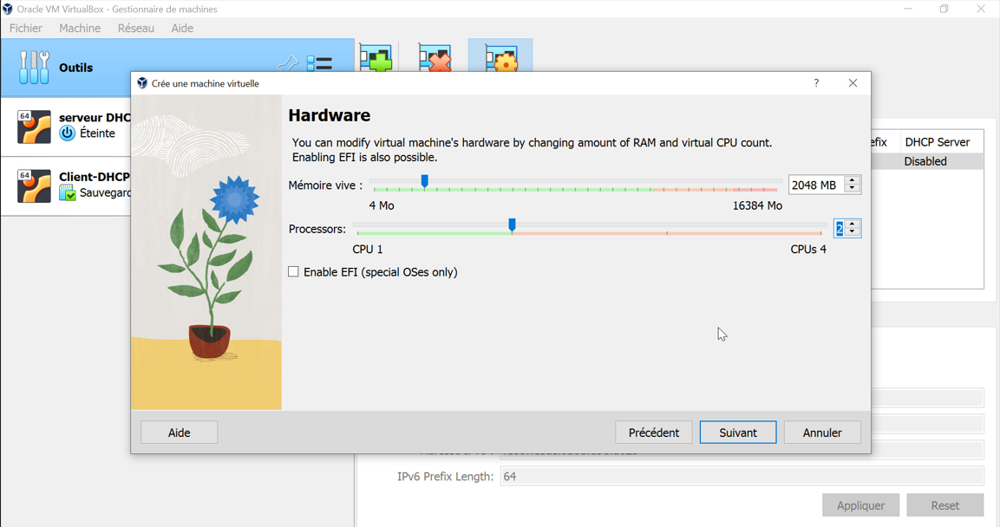 Oracle VM VirtualBox - Gestionnaire de machines
Fichier Machine Réseau Aide
Outils
Crée une machine virtuelle
?
64 serveur DHC
Éteinte
64 Client-DHCP
Sauvegard
Hardware
You can modify virtual machine's hardware by changing amount of RAM and virtual CPU count.
Enabling EFI is also possible.
Mémoire vive : 2048 MB
4 Mo 16384 Mo
Processors: 2
CPU 1 CPUs 4
Enable EFI (special OSes only)
efix DHCP Server
Disabled
Aide Précédent Suivant Annuler
IPv6 Prefix Length: 64
Appliquer Reset